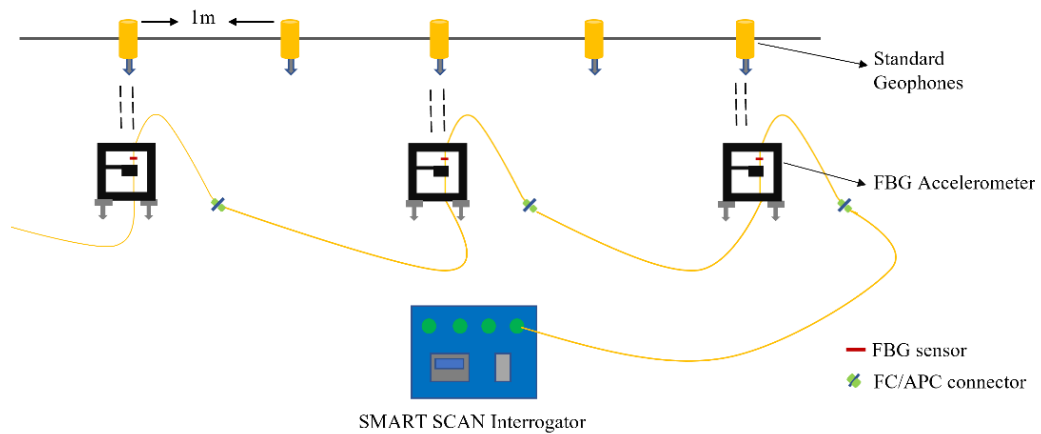 1m
Standard
Geophones
FBG Accelerometer
FBG sensor
FC/APC connector
SMART SCAN Interrogator